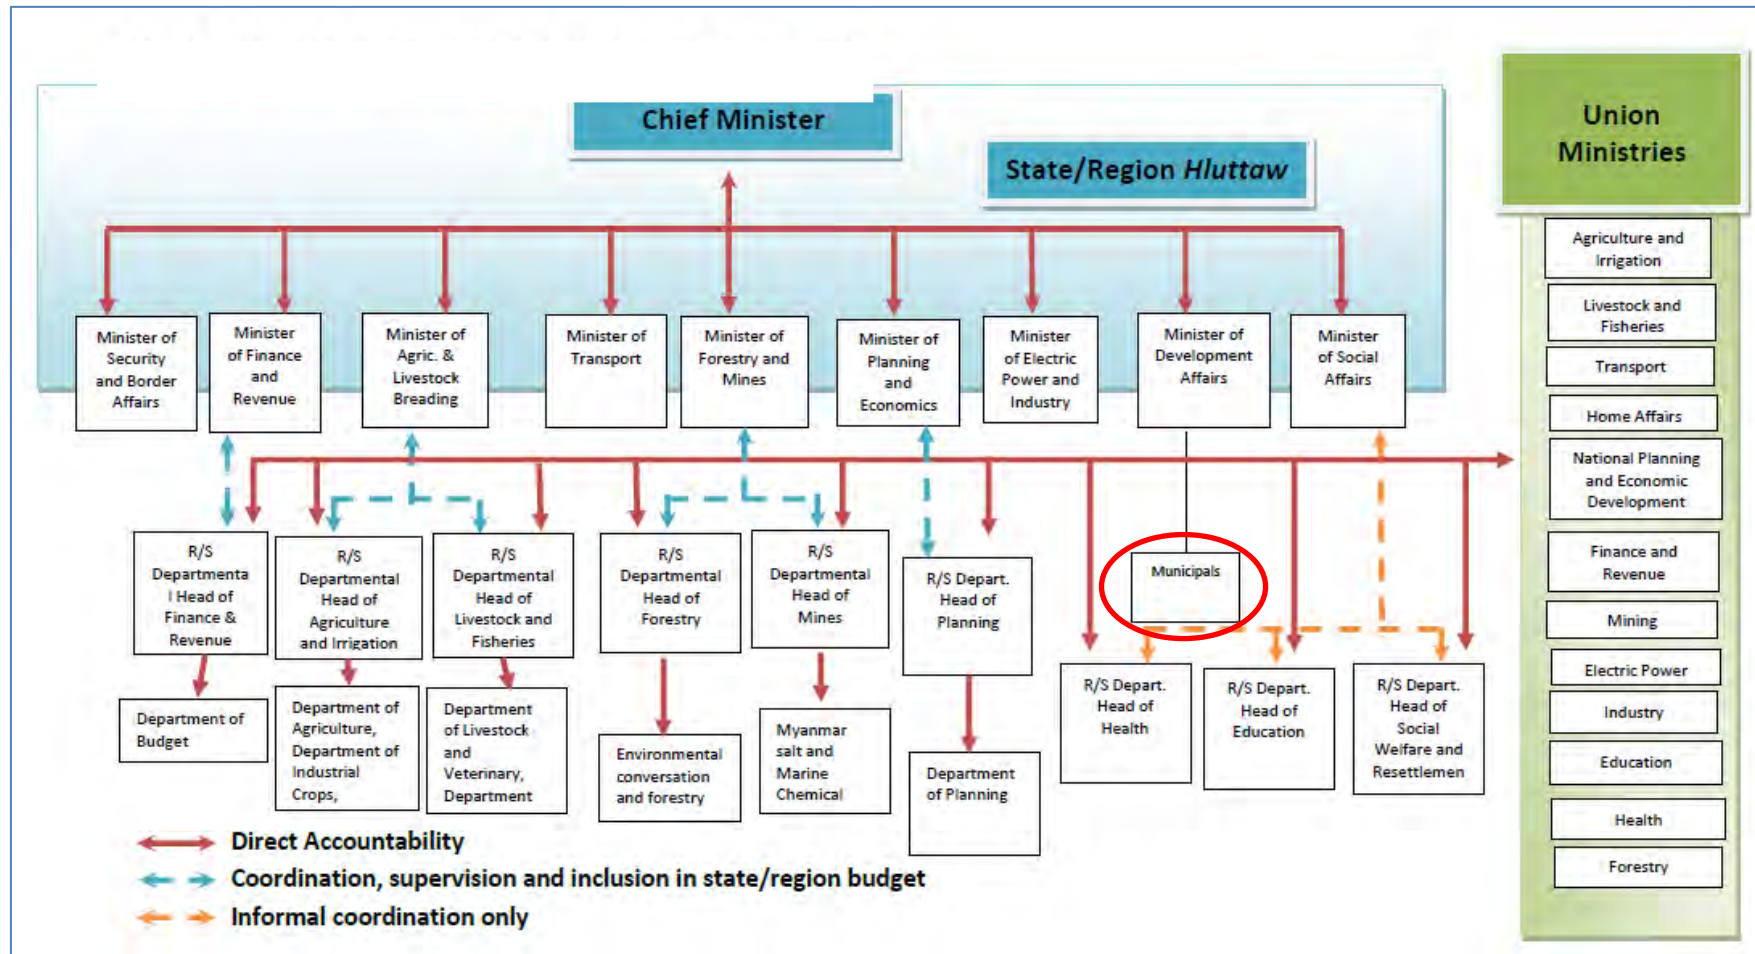 Chief Minister
State/Region Hluttaw
Union
Ministries
Minister of
Security
and Border
Affairs
Minister
of Finance
and
Revenue
Minister of
Agric. &
Livestock
Breading
Minister of
Transport
Minister of
Forestry and
Mines
Minister of
Planning
and
Economics
Minister
of Electric
Power and
Industry
Minister of
Development
Affairs
Minister
of Social
Affairs
R/S
Departmenta
l Head of
Finance &
Revenue
R/S
Departmental
Head of
Agriculture
and Irrigation
R/S
Departmental
Head of
Livestock and
Fisheries
R/S
Departmental
Head of
Forestry
R/S
Departmental
Head of
Mines
R/S Depart.
Head of
Planning
Municipals
R/S Depart.
Head of
Health
R/S Depart.
Head of
Education
R/S Depart.
Head of
Social
Welfare and
Resettlemen
Department of
Budget
Department of
Agriculture,
Department of
Industrial
Crops,
Department
of Livestock
and
Veterinary,
Department
Environmental
conversation
and forestry
Myanmar
salt and
Marine
Chemical
Department
of Planning
Agriculture and
Irrigation
Livestock and
Fisheries
Transport
Home Affairs
National Planning
and Economic
Development
Finance and
Revenue
Mining
Electric Power
Industry
Education
Health
Forestry
Direct Accountability
Coordination, supervision and inclusion in state/region budget
Informal coordination only